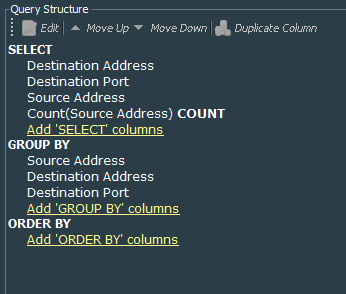 Query Structure
Edit Move Up Move Down Duplicate Column
SELECT
Destination Address
Destination Port
Source Address
Count(Source Address) COUNT
Add 'SELECT' columns
GROUP BY
Source Address
Destination Address
Destination Port
Add 'GROUP BY' columns
ORDER BY
Add 'ORDER BY' columns